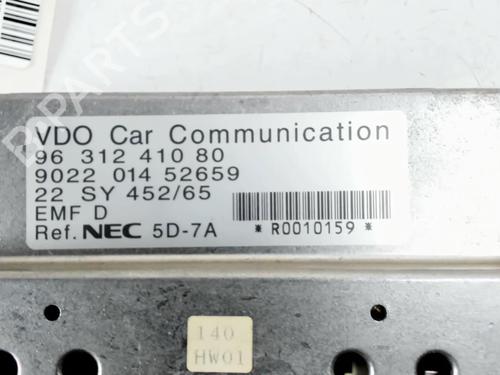 VDO Car Communication
96 312 410 80
9022 014 52659
22 SY 452/65
EMF D
Ref. NEC 5D-7A
* R0010159 *
140
HW01
B-PARTS